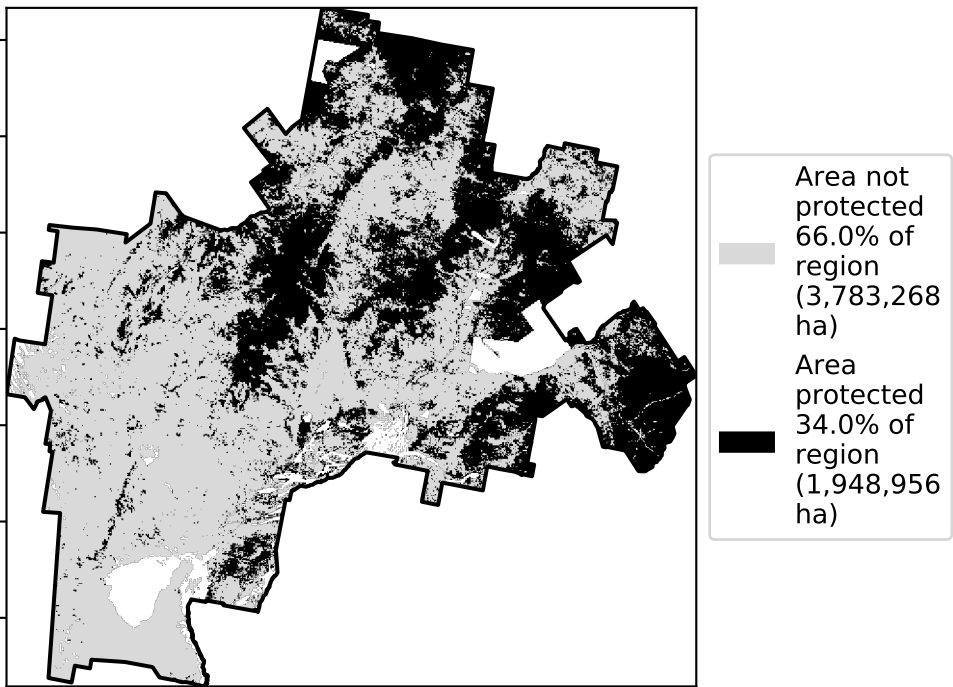 Area not
protected
66.0% of
region
(3,783,268
ha)
Area
protected
34.0% of
region
(1,948,956
ha)